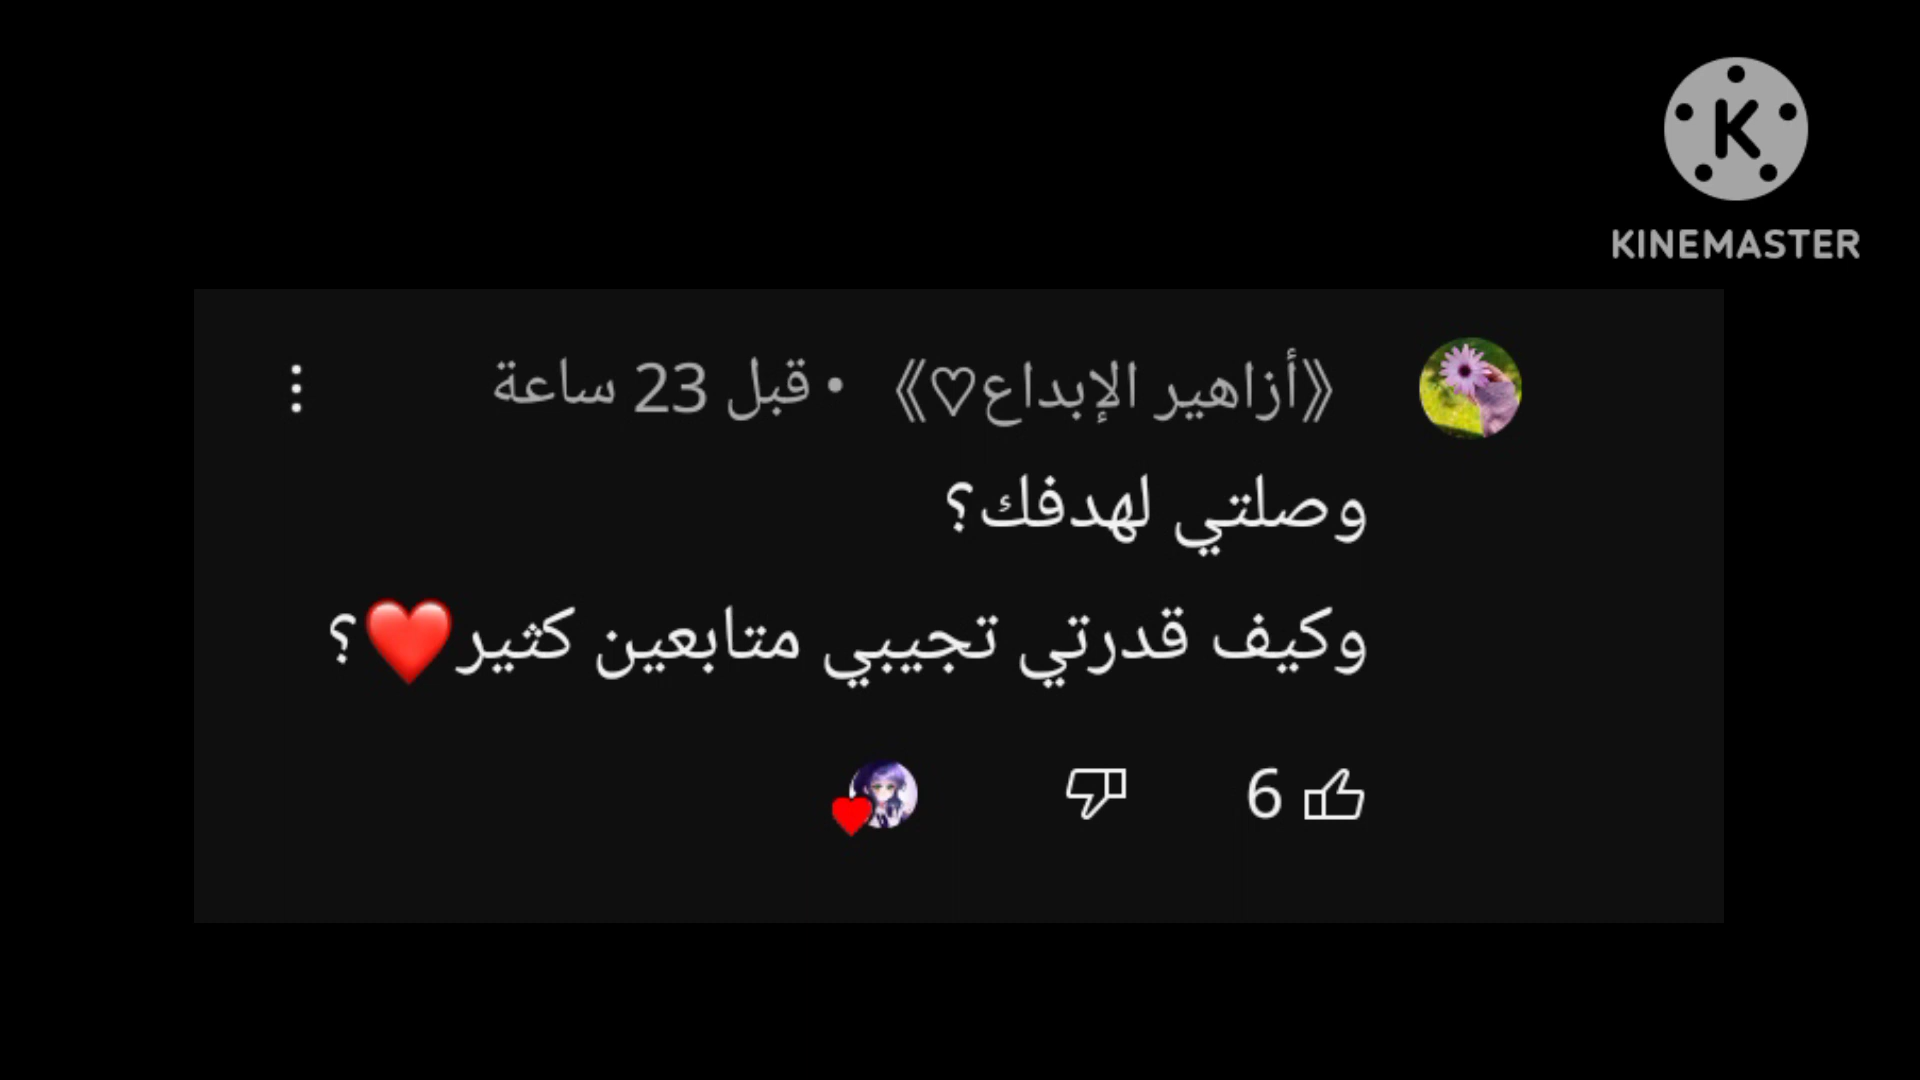 KINEMASTER
《أزاهير الإبداع♡》 • قبل 23 ساعة
وصلتي لهدفك؟
وكيف قدرتي تجيبي متابعين كثير❤️؟
6